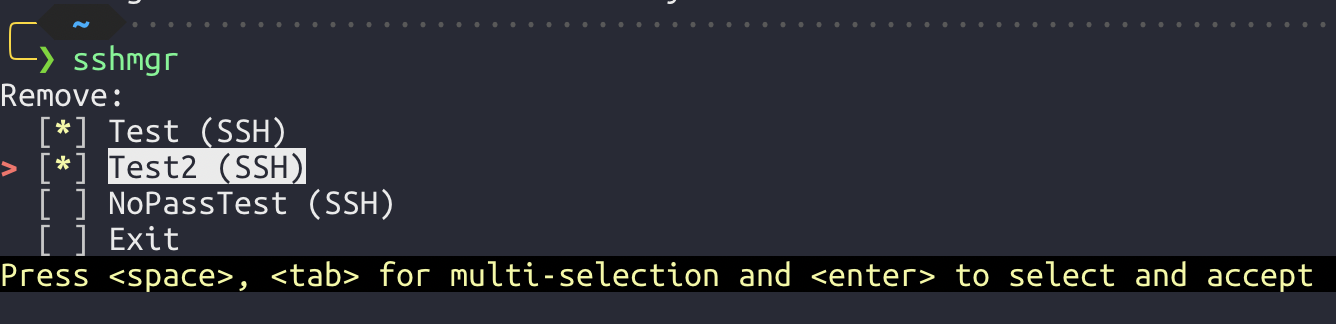 ~
❯ sshmgr
Remove:
[*] Test (SSH)
> [*] Test2 (SSH)
[ ] NoPassTest (SSH)
[ ] Exit
Press <space>, <tab> for multi-selection and <enter> to select and accept